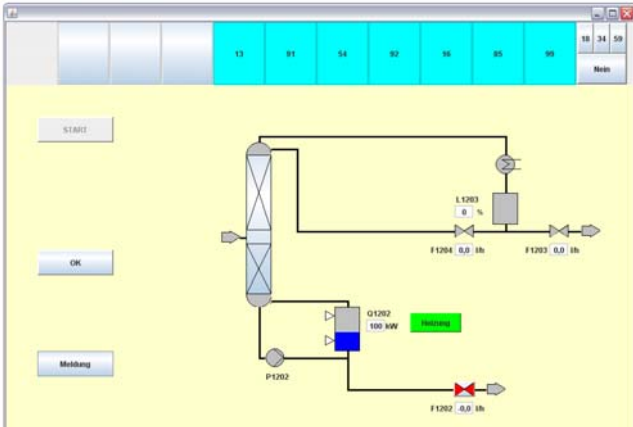 13 91 54 92 16 85 99 18 34 59
Nein
START
L1203
0 %
F1204 0,0 l/h F1203 0,0 l/h
OK
Q1202
100 kW
Heizung
Meldung
P1202
F1202 -0,0 l/h